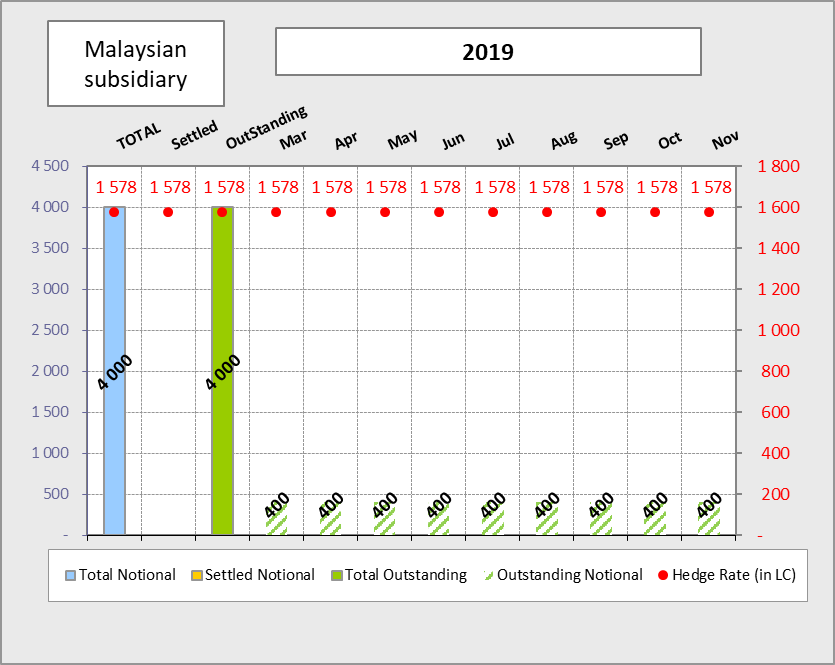 Malaysian
subsidiary
2019
TOTAL Settled OutStanding Mar Apr May Jun Jul Aug Sep Oct Nov
4 500 1 800
1 578 1 578 1 578 1 578 1 578 1 578 1 578 1 578 1 578 1 578 1 578 1 578
4 000 1 600
3 500 1 400
3 000 1 200
2 500 1 000
2 000 4 000 4 000 800
1 500 600
1 000 400
500 400 400 400 400 400 400 400 400 400 200
- -
Total Notional Settled Notional Total Outstanding Outstanding Notional Hedge Rate (in LC)